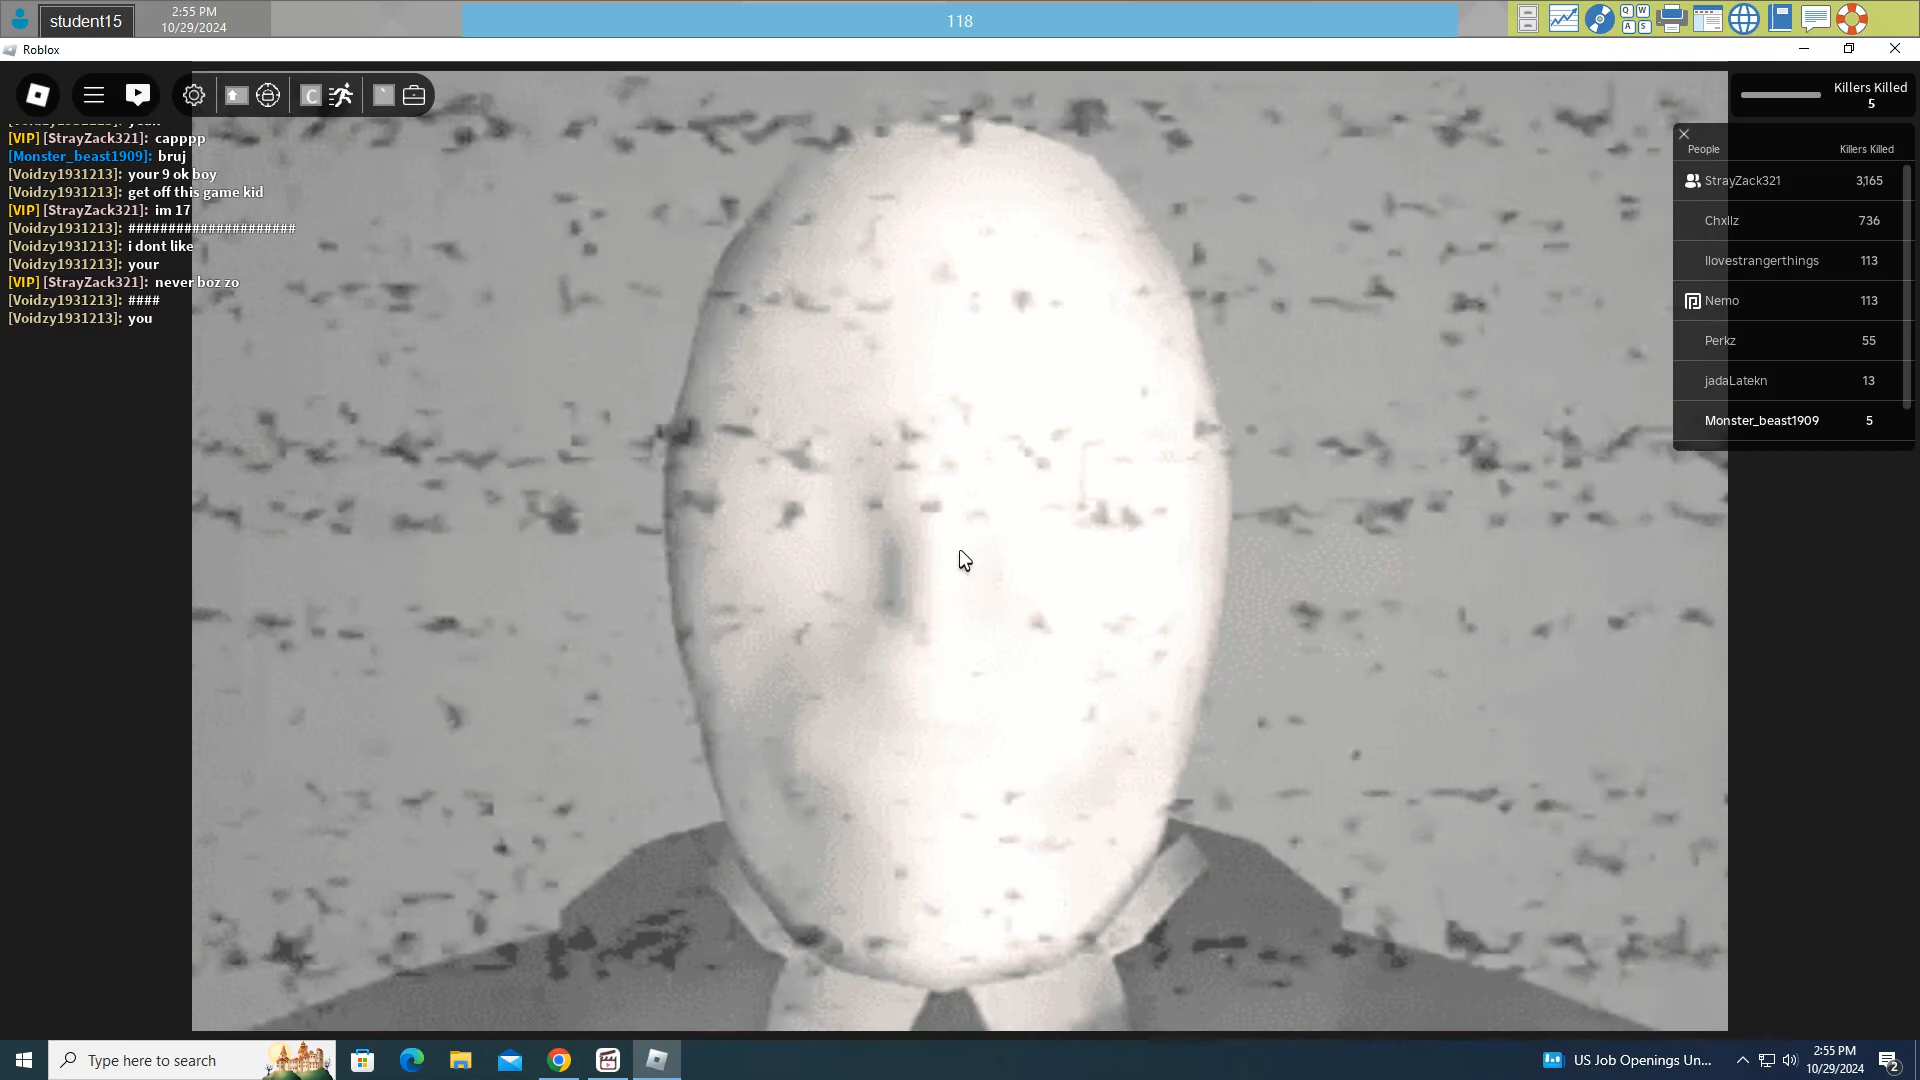 student15
2:55 PM
10/29/2024
118
Q W
A S
Roblox
C
`
Killers Killed
5
[VIP] [StrayZack321]: capppp
[Monster_beast1909]: bruj
[Voidzy1931213]: your 9 ok boy
[Voidzy1931213]: get off this game kid
[VIP] [StrayZack321]: im 17
[Voidzy1931213]: #####################
[Voidzy1931213]: i dont like
[Voidzy1931213]: your
[VIP] [StrayZack321]: never boz zo
[Voidzy1931213]: ####
[Voidzy1931213]: you
People Killers Killed
StrayZack321 3,165
Chxllz 736
Nemo 113
Perkz 55
jadaLatekn 13
Monster_beast1909 5
Type here to search
US Job Openings Un...
2:55 PM
10/29/2024
2